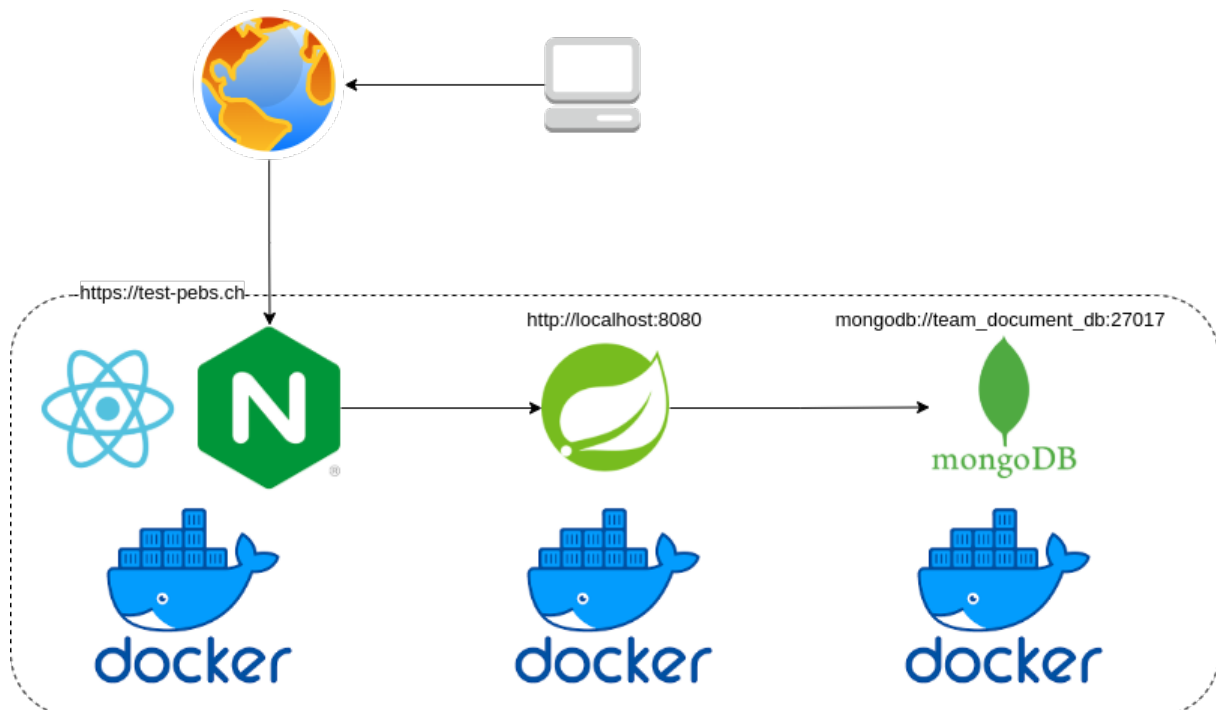 https://test-pebs.ch
http://localhost:8080
mongodb://team_document_db:27017
N
®
mongoDB
docker
docker
docker